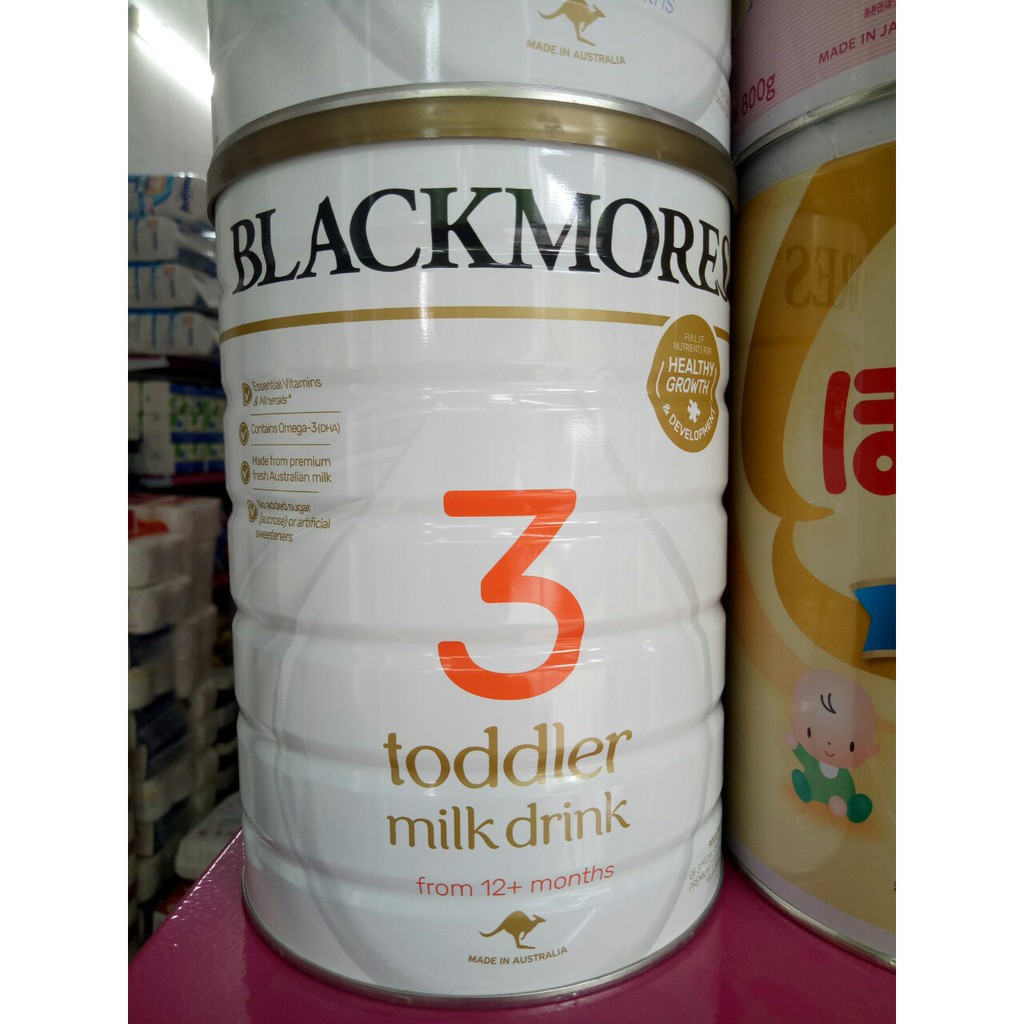 MADE IN AUSTRALIA
MADE IN JA
800g
BLACKMORES
FULL OF
NUTRIENTS FOR
HEALTHY
GROWTH
& DEVELOPMENT
Essential Vitamins
& Minerals*
Contains Omega-3 (DHA)
Made from premium
fresh Australian milk
No added sugar
(sucrose) or artificial
sweeteners
3
toddler
milk drink
from 12+ months
MADE IN AUSTRALIA
ほ